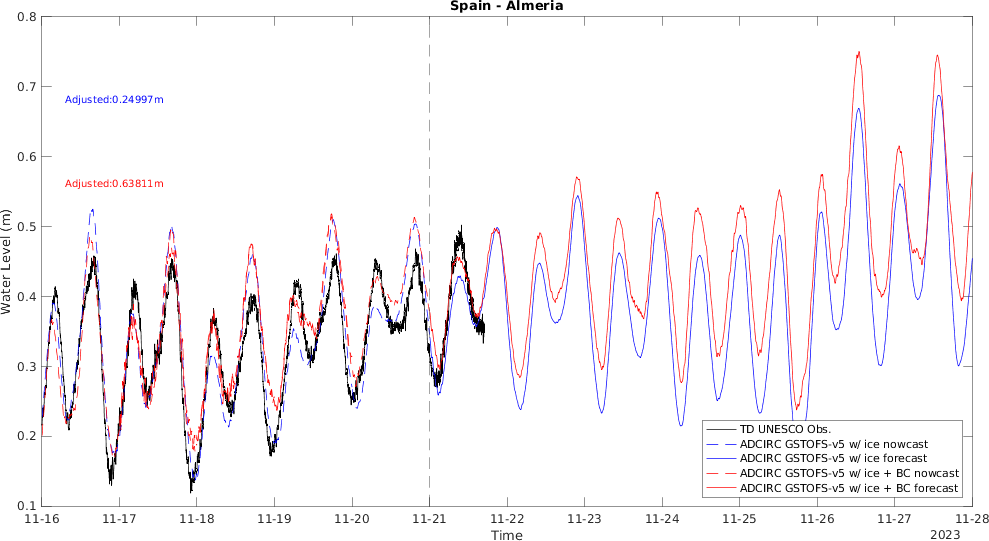 Spain - Almeria
0.8
0.7
0.6
0.5
0.4
0.3
0.2
0.1
Water Level (m)
Adjusted:0.24997m
Adjusted:0.63811m
TD UNESCO Obs.
ADCIRC GSTOFS-v5 w/ ice nowcast
ADCIRC GSTOFS-v5 w/ ice forecast
ADCIRC GSTOFS-v5 w/ ice + BC nowcast
ADCIRC GSTOFS-v5 w/ ice + BC forecast
11-16 11-17 11-18 11-19 11-20 11-21 11-22 11-23 11-24 11-25 11-26 11-27 11-28
Time
2023